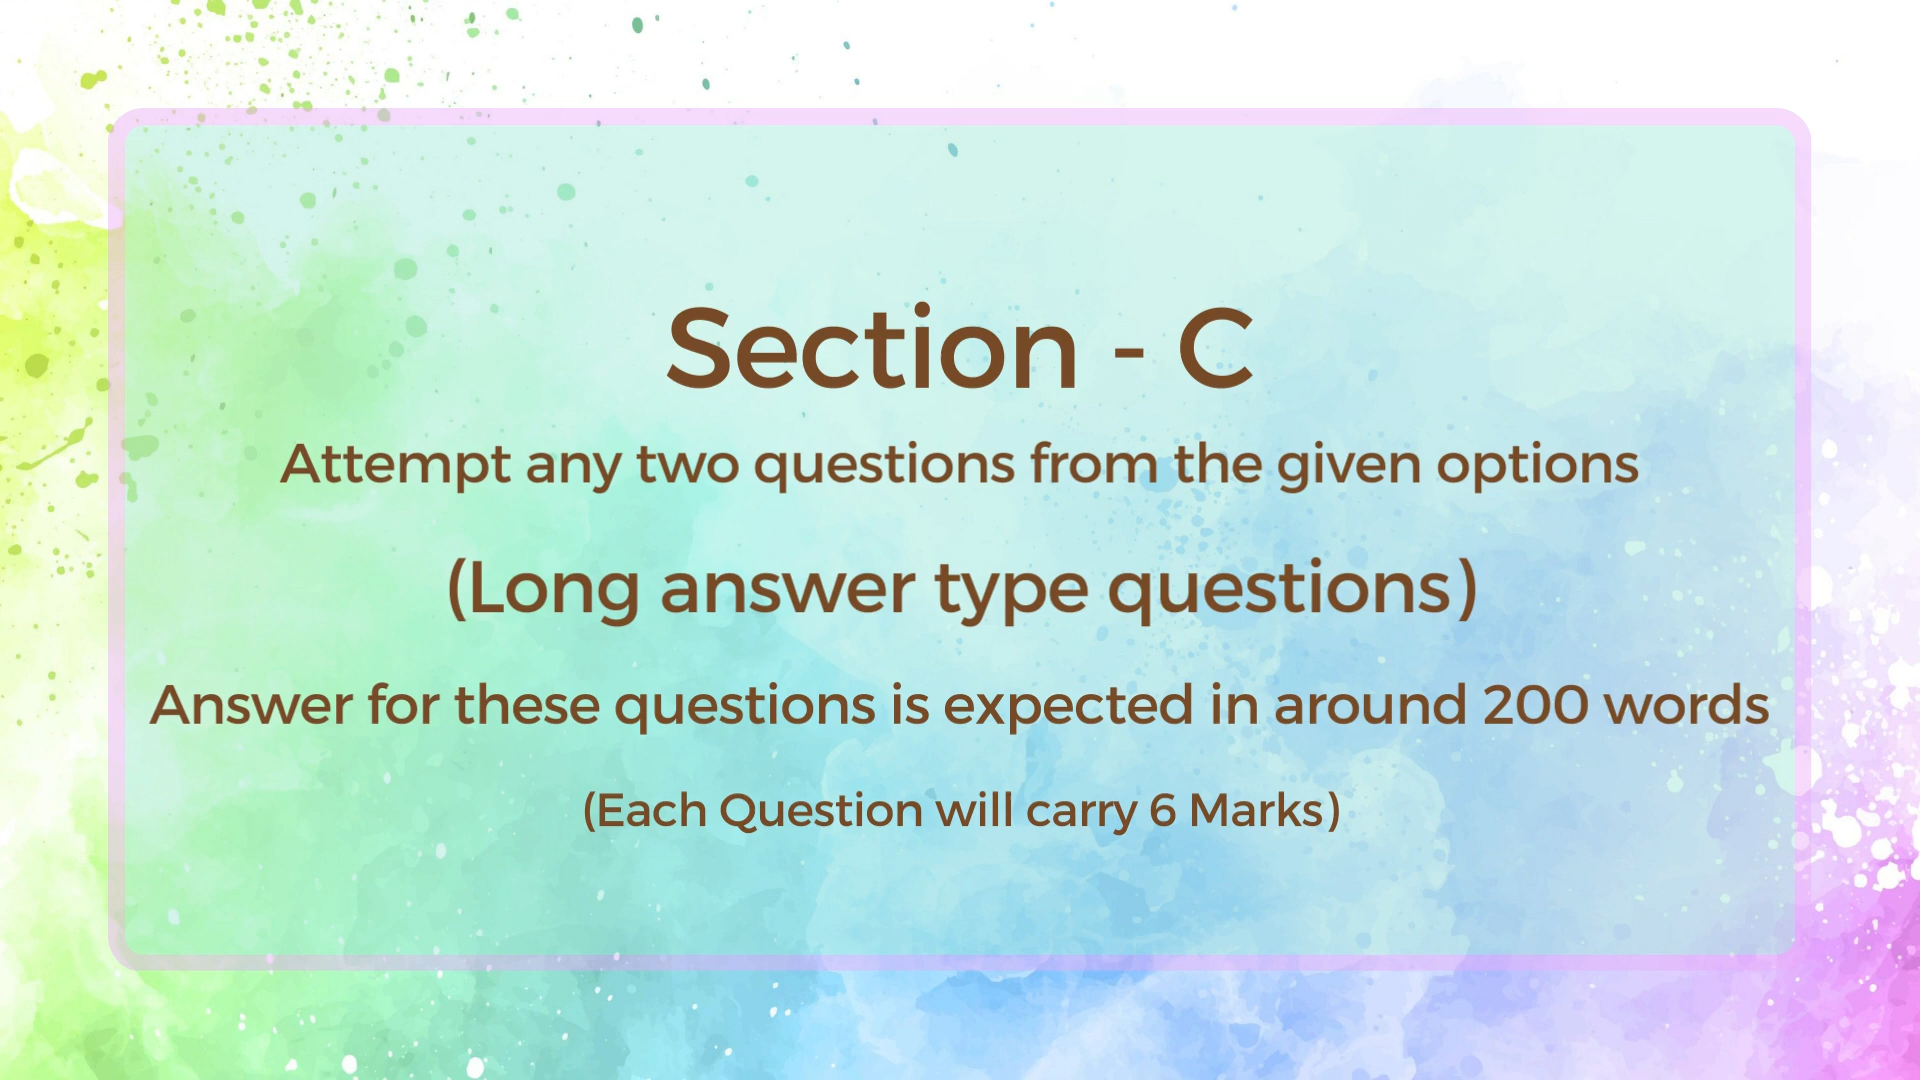 Section - C
Attempt any two questions from the given options
(Long answer type questions)
Answer for these questions is expected in around 200 words
(Each Question will carry 6 Marks)